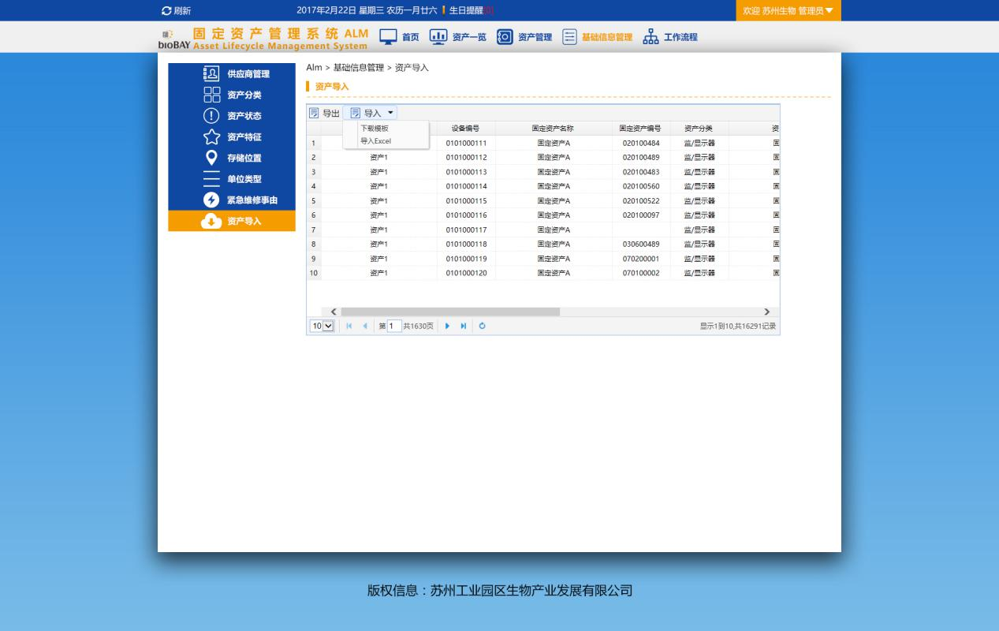 刷新 2017年2月22日 星期三 农历一月廿六 生日提醒[0] 欢迎 苏州生物 管理员
bioBAY 固定资产管理系统 ALM
Asset Lifecycle Management System
首页 资产一览 资产管理 基础信息管理 工作流程
供应商管理
资产分类
资产状态
资产特征
存储位置
单位类型
紧急维修事由
资产导入
Alm > 基础信息管理 > 资产导入
资产导入
导出 导入
下载模板
导入Excel
设备编号 固定资产名称 固定资产编号 资产分类 资
1 0101000111 固定资产A 020100484 监/显示器 固
2 资产1 0101000112 固定资产A 020100489 监/显示器 固
3 资产1 0101000113 固定资产A 020100483 监/显示器 固
4 资产1 0101000114 固定资产A 020100560 监/显示器 固
5 资产1 0101000115 固定资产A 020100522 监/显示器 固
6 资产1 0101000116 固定资产A 020100097 监/显示器 固
7 资产1 0101000117 固定资产A 监/显示器 固
8 资产1 0101000118 固定资产A 030600489 监/显示器 固
9 资产1 0101000119 固定资产A 070200001 监/显示器 固
10 资产1 0101000120 固定资产A 070100002 监/显示器 固
10 第 1 共1630页 显示1到10,共16291记录
版权信息：苏州工业园区生物产业发展有限公司